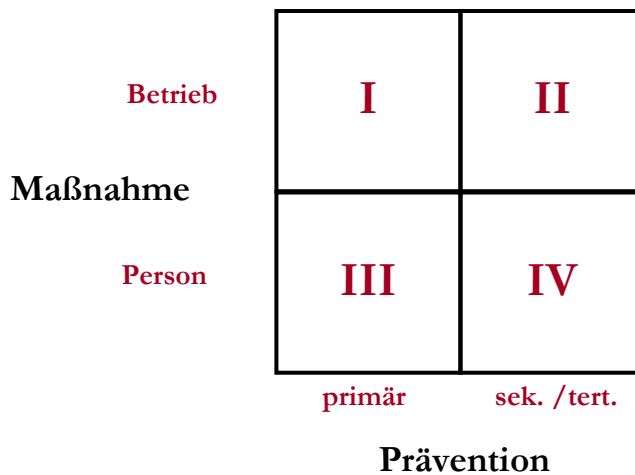 Betrieb
I
II
Maßnahme
Person
III
IV
primär
sek. /tert.
Prävention